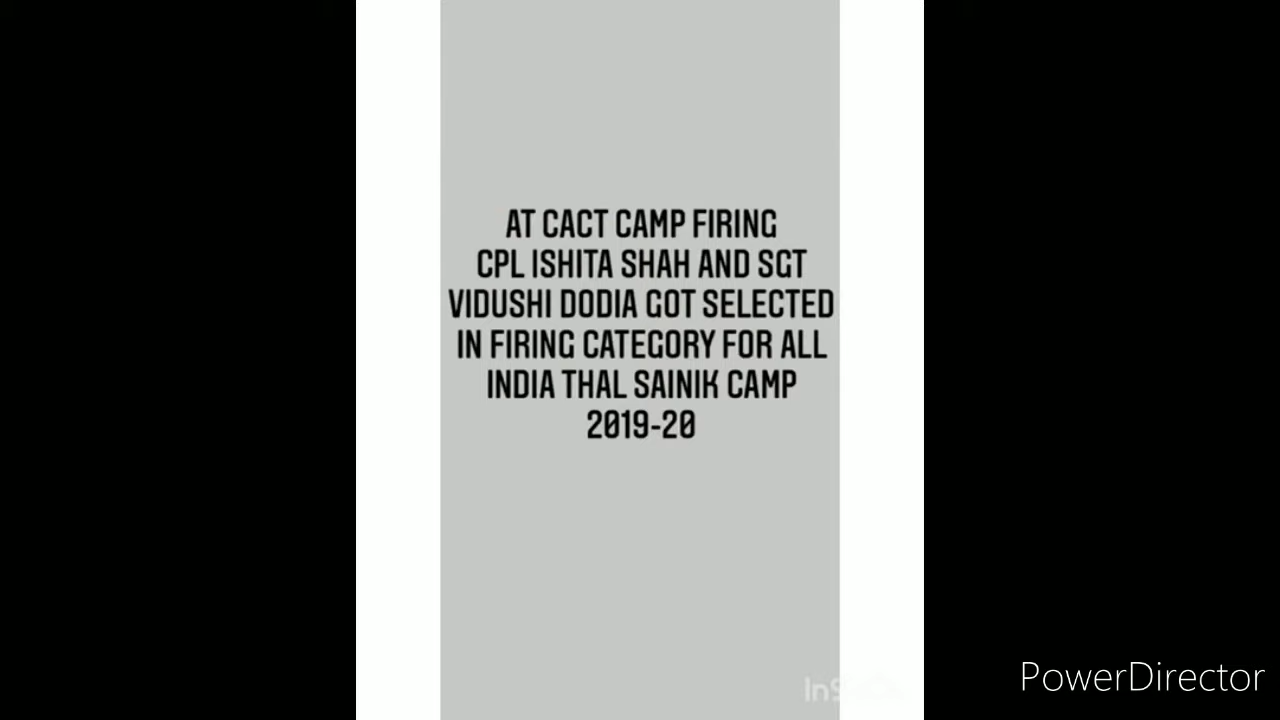 AT CACT CAMP FIRING
CPL ISHITA SHAH AND SGT
VIDUSHI DODIA GOT SELECTED
IN FIRING CATEGORY FOR ALL
INDIA THAL SAINIK CAMP
2019-20
PowerDirector